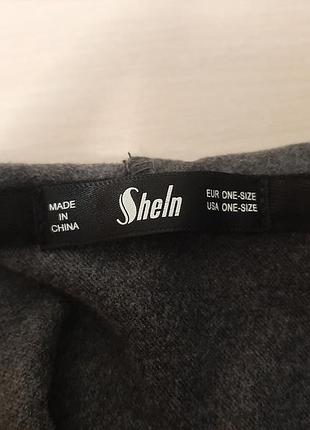 MADE
IN
CHINA
SheIn
EUR ONE-SIZE
USA ONE-SIZE